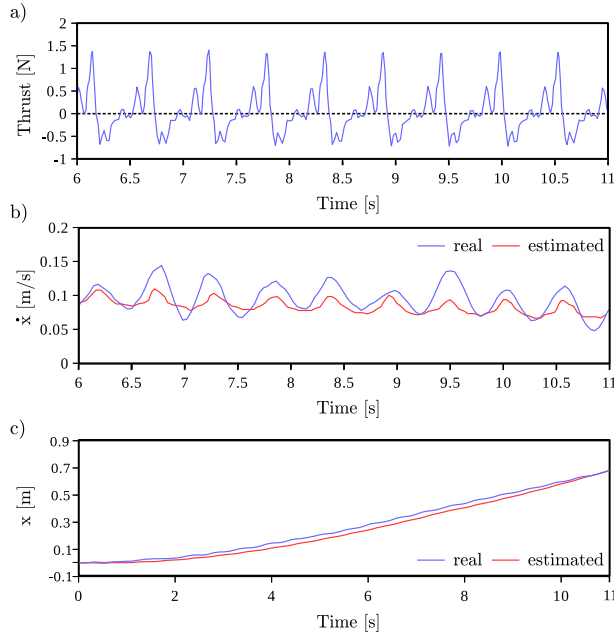 a)
2
1.5
1
0.5
0
-0.5
-1
Thrust [N]
6 6.5 7 7.5 8 8.5 9 9.5 10 10.5 11
Time [s]
b)
0.2
0.15
0.1
0.05
0
ẋ [m/s]
real estimated
6 6.5 7 7.5 8 8.5 9 9.5 10 10.5 11
Time [s]
c)
0.9
0.7
0.5
0.3
0.1
-0.1
x [m]
real estimated
0 2 4 6 8 10 11
Time [s]